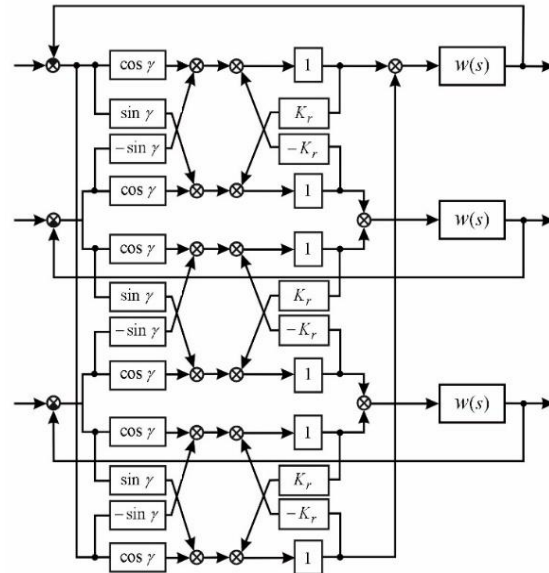 cos γ
1
w(s)
sin γ
K_r
− sin γ
− K_r
cos γ
1
w(s)
cos γ
1
sin γ
K_r
− sin γ
− K_r
cos γ
1
w(s)
cos γ
1
sin γ
K_r
− sin γ
− K_r
cos γ
1